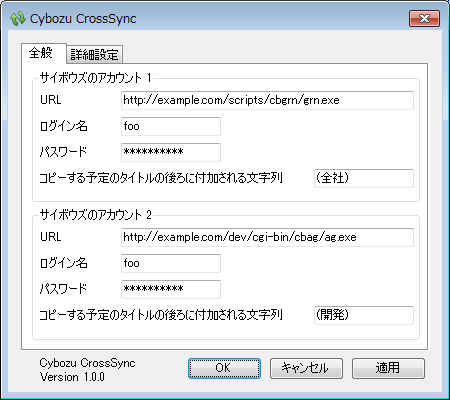 Cybozu CrossSync
全般 詳細設定
サイボウズのアカウント 1
URL http://example.com/scripts/cbgrn/grn.exe
ログイン名 foo
パスワード **********
コピーする予定のタイトルの後ろに付加される文字列 (全社)
サイボウズのアカウント 2
URL http://example.com/dev/cgi-bin/cbag/ag.exe
ログイン名 foo
パスワード **********
コピーする予定のタイトルの後ろに付加される文字列 (開発)
Cybozu CrossSync
Version 1.0.0
OK キャンセル 適用